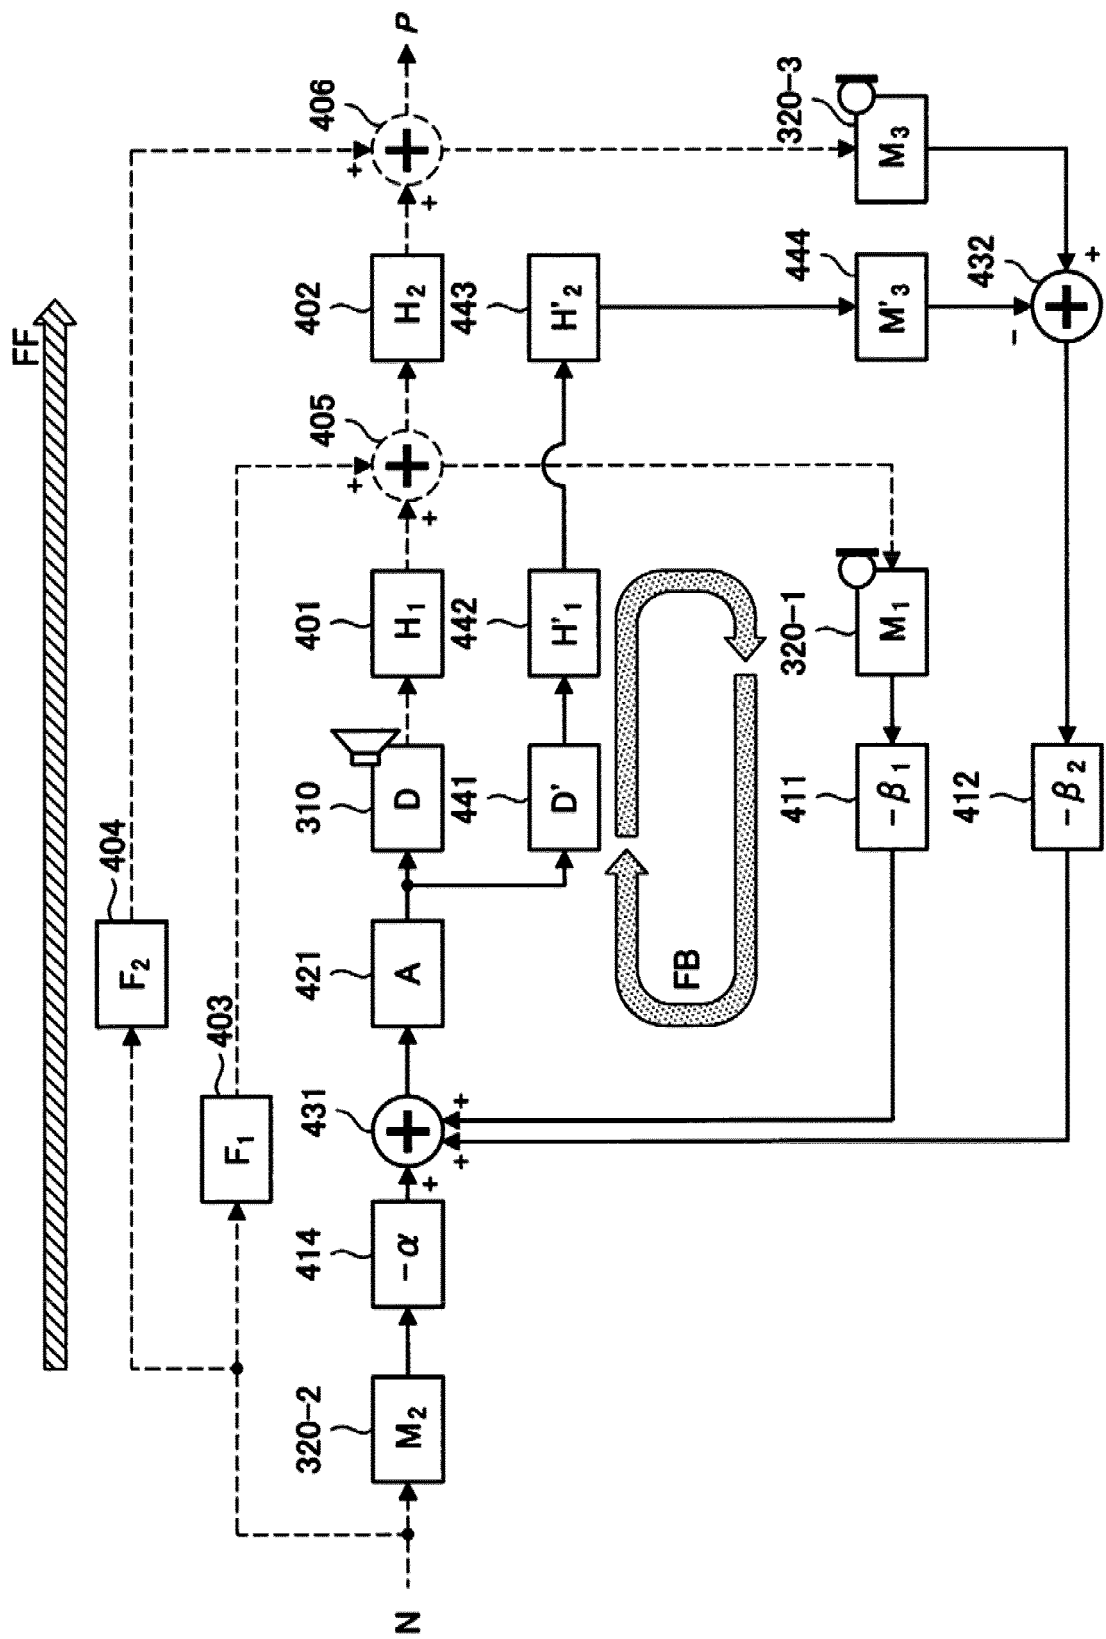 FF
404
F₂
403
F₁
N
320-2
M₂
414
-α
431
+
+
+
421
A
310
D
401
H₁
405
+
+
402
H₂
406
+
+
P
441
D'
442
H'₁
443
H'₂
FB
320-1
M₁
411
-β₁
444
M'₃
320-3
M₃
432
+
-
412
-β₂